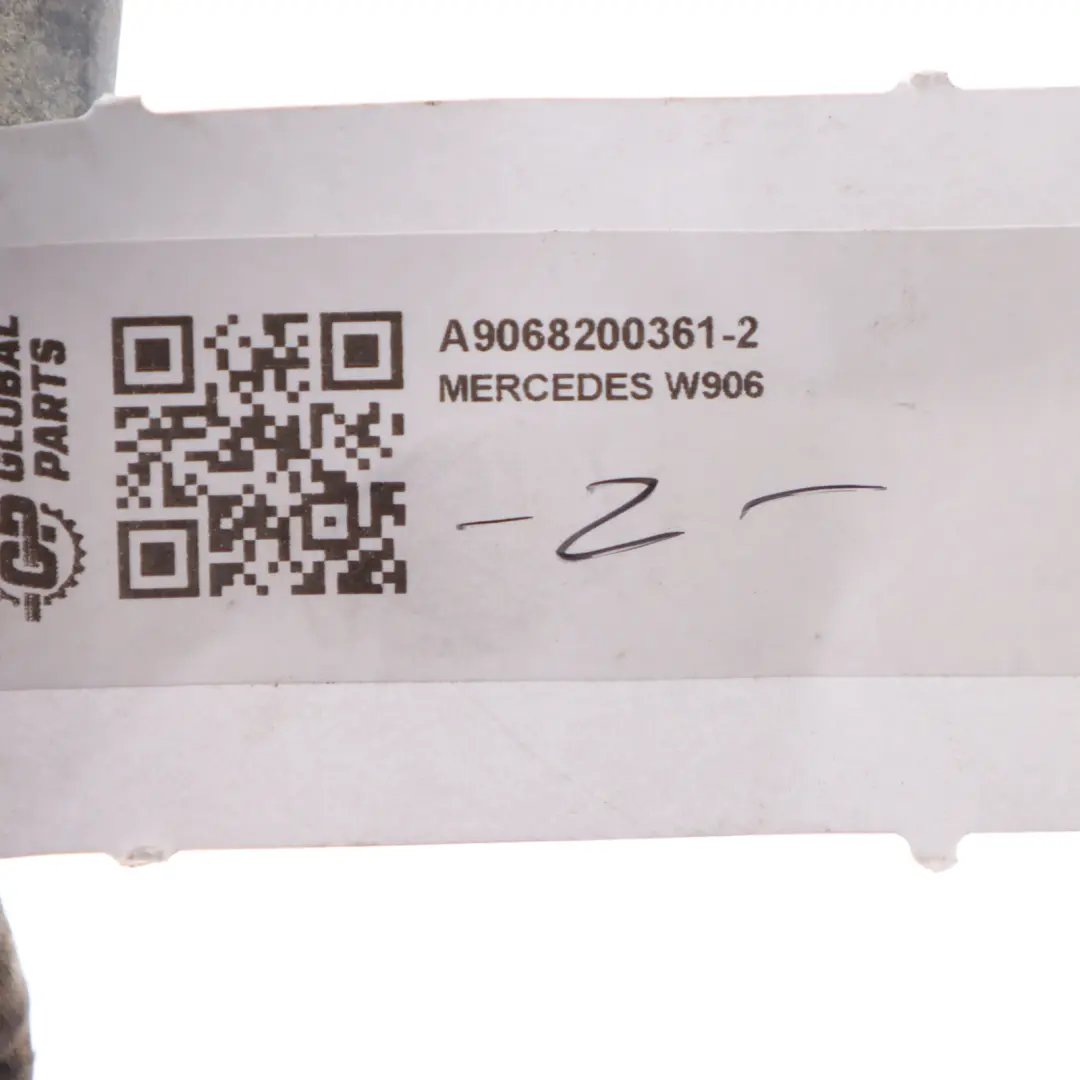 GLOBAL
PARTS
A9068200361-2
MERCEDES W906
- 2 -